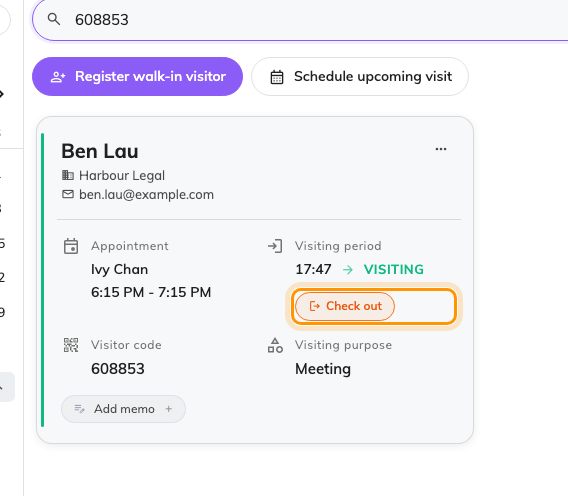 608853
Register walk-in visitor
Schedule upcoming visit
Ben Lau
Harbour Legal
ben.lau@example.com
Appointment
Ivy Chan
6:15 PM - 7:15 PM
Visiting period
17:47 → VISITING
Check out
Visitor code
608853
Visiting purpose
Meeting
Add memo +